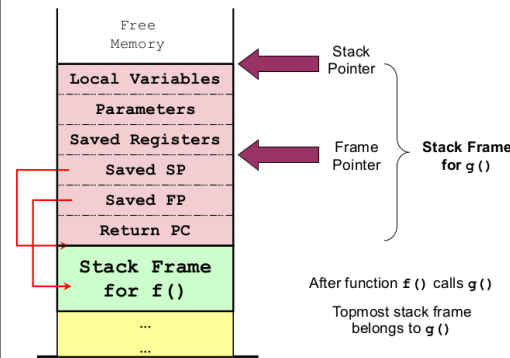 Free
Memory
Local Variables
Parameters
Saved Registers
Saved SP
Saved FP
Return PC
Stack Frame
for f()
...
...
Stack
Pointer
Frame
Pointer
Stack Frame
for g()
After function f() calls g()
Topmost stack frame
belongs to g()